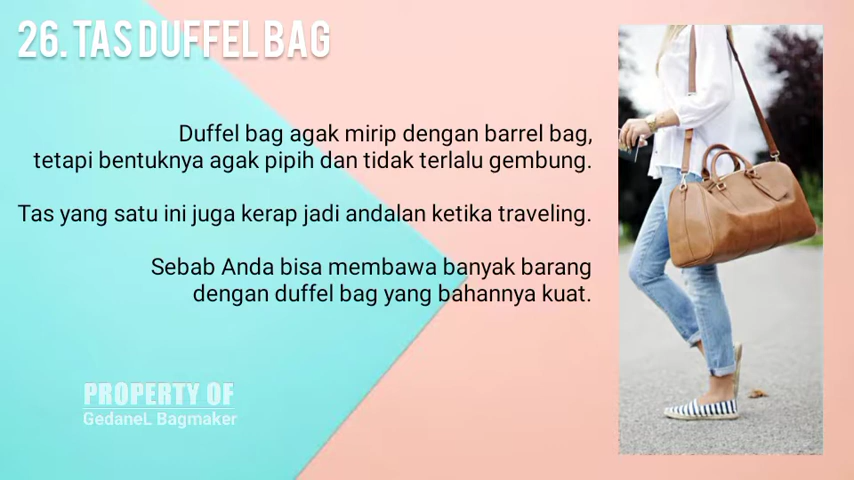 26. TAS DUFFEL BAG
Duffel bag agak mirip dengan barrel bag,
tetapi bentuknya agak pipih dan tidak terlalu gembung.
Tas yang satu ini juga kerap jadi andalan ketika traveling.
Sebab Anda bisa membawa banyak barang
dengan duffel bag yang bahannya kuat.
PROPERTY OF
GedaneL Bagmaker